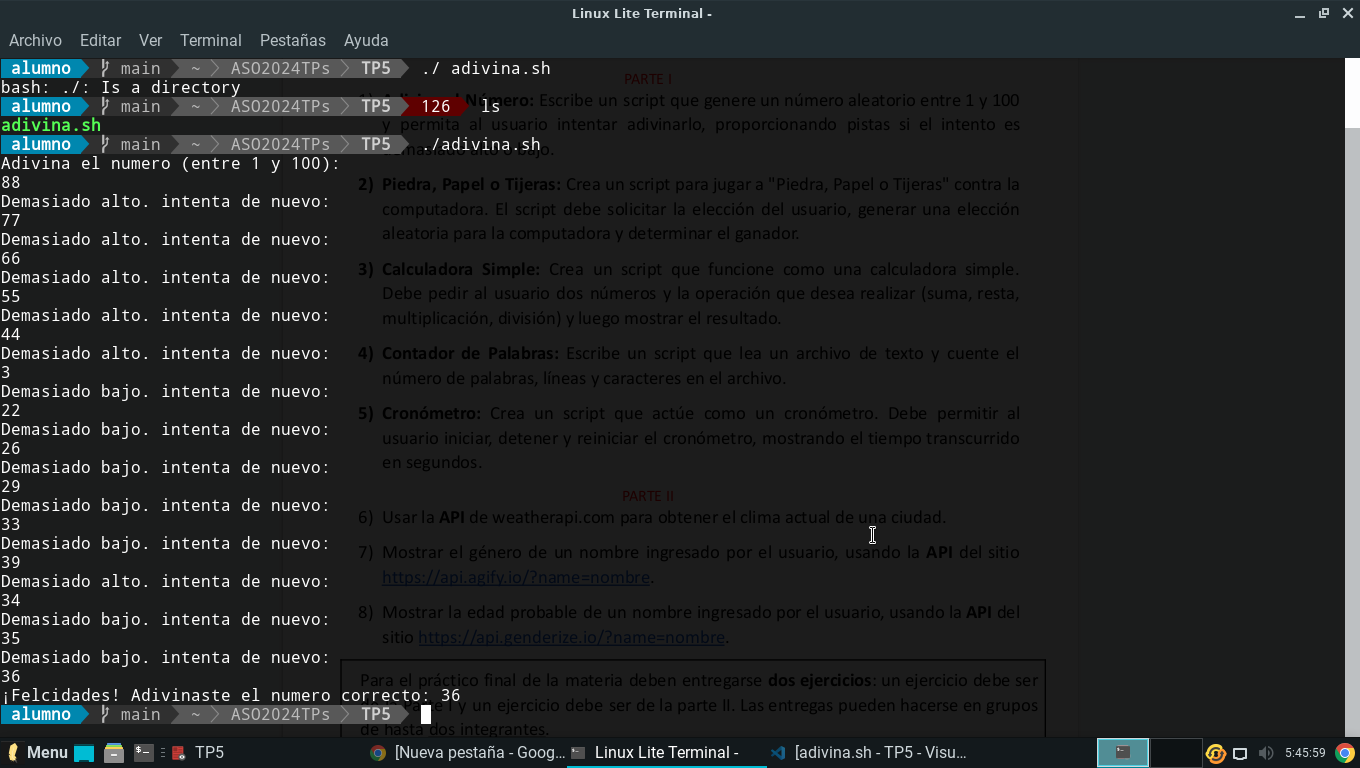 Linux Lite Terminal -
Archivo Editar Ver Terminal Pestañas Ayuda
alumno main ~ ASO2024TPs TP5 ./ adivina.sh
bash: ./: Is a directory
alumno main ~ ASO2024TPs TP5 126 ls
adivina.sh
alumno main ~ ASO2024TPs TP5 ./adivina.sh
Adivina el numero (entre 1 y 100):
88
Demasiado alto. intenta de nuevo:
77
Demasiado alto. intenta de nuevo:
66
Demasiado alto. intenta de nuevo:
55
Demasiado alto. intenta de nuevo:
44
Demasiado alto. intenta de nuevo:
3
Demasiado bajo. intenta de nuevo:
22
Demasiado bajo. intenta de nuevo:
26
Demasiado bajo. intenta de nuevo:
29
Demasiado bajo. intenta de nuevo:
33
Demasiado bajo. intenta de nuevo:
39
Demasiado alto. intenta de nuevo:
34
Demasiado bajo. intenta de nuevo:
35
Demasiado bajo. intenta de nuevo:
36
¡Felcidades! Adivinaste el numero correcto: 36
alumno main ~ ASO2024TPs TP5
PARTE I
Número: Escribe un script que genere un número aleatorio entre 1 y 100
y permita al usuario intentar adivinarlo, proporcionando pistas si el intento es
demasiado alto o bajo.
2) Piedra, Papel o Tijeras: Crea un script para jugar a "Piedra, Papel o Tijeras" contra la
computadora. El script debe solicitar la elección del usuario, generar una elección
aleatoria para la computadora y determinar el ganador.
3) Calculadora Simple: Crea un script que funcione como una calculadora simple.
Debe pedir al usuario dos números y la operación que desea realizar (suma, resta,
multiplicación, división) y luego mostrar el resultado.
4) Contador de Palabras: Escribe un script que lea un archivo de texto y cuente el
número de palabras, líneas y caracteres en el archivo.
5) Cronómetro: Crea un script que actúe como un cronómetro. Debe permitir al
usuario iniciar, detener y reiniciar el cronómetro, mostrando el tiempo transcurrido
en segundos.
PARTE II
6) Usar la API de weatherapi.com para obtener el clima actual de una ciudad.
7) Mostrar el género de un nombre ingresado por el usuario, usando la API del sitio
https://api.agify.io/?name=nombre.
8) Mostrar la edad probable de un nombre ingresado por el usuario, usando la API del
sitio https://api.genderize.io/?name=nombre.
Para el práctico final de la materia deben entregarse dos ejercicios: un ejercicio debe ser
I y un ejercicio debe ser de la parte II. Las entregas pueden hacerse en grupos
de hasta dos integrantes.
Menu TP5 [Nueva pestaña - Goog... Linux Lite Terminal - [adivina.sh - TP5 - Visu... 5:45:59